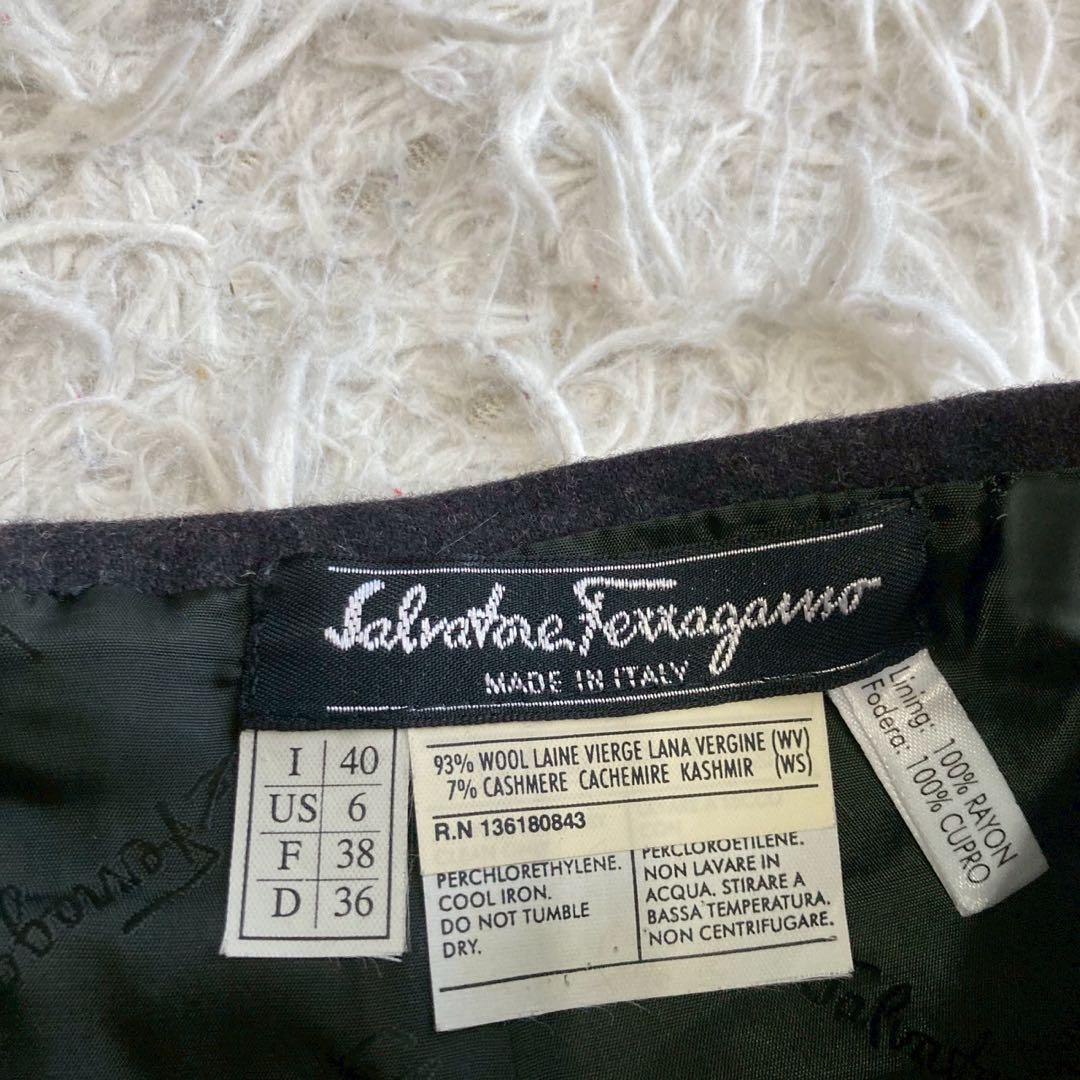 Salvatore Ferragamo
MADE IN ITALY
I 40
US 6
F 38
D 36
93% WOOL LAINE VIERGE LANA VERGINE (WV)
7% CASHMERE CACHEMIRE KASHMIR (WS)
R.N 136180843
PERCHLORETHYLENE.
COOL IRON.
DO NOT TUMBLE
DRY.
PERCLOROETILENE.
NON LAVARE IN
ACQUA. STIRARE A
BASSA TEMPERATURA.
NON CENTRIFUGARE.
Lining: 100% RAYON
Fodera: 100% CUPRO